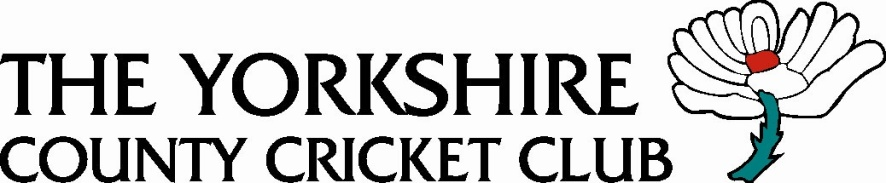 THE YORKSHIRE
COUNTY CRICKET CLUB